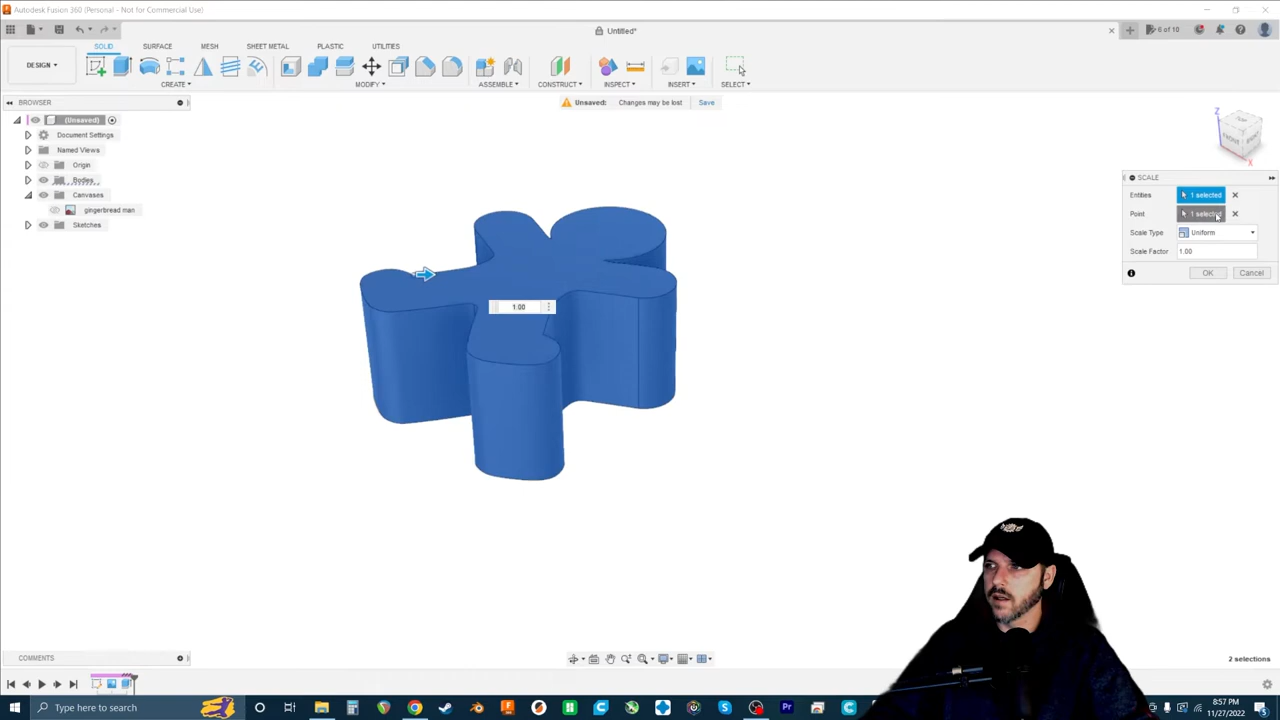 Autodesk Fusion 360 (Personal - Not for Commercial Use)
Untitled*
6 of 10
SOLID SURFACE MESH SHEET METAL PLASTIC UTILITIES
DESIGN
CREATE MODIFY ASSEMBLE CONSTRUCT INSPECT INSERT SELECT
BROWSER
Unsaved: Changes may be lost Save
(Unsaved)
Document Settings
Named Views
Origin
Bodies
Canvases
gingerbread man
Sketches
Z
X
SCALE
Entities 1 selected
Point 1 selected
Scale Type Uniform
Scale Factor 1.00
OK Cancel
1.00
COMMENTS
2 selections
Type here to search
8:57 PM
11/27/2022